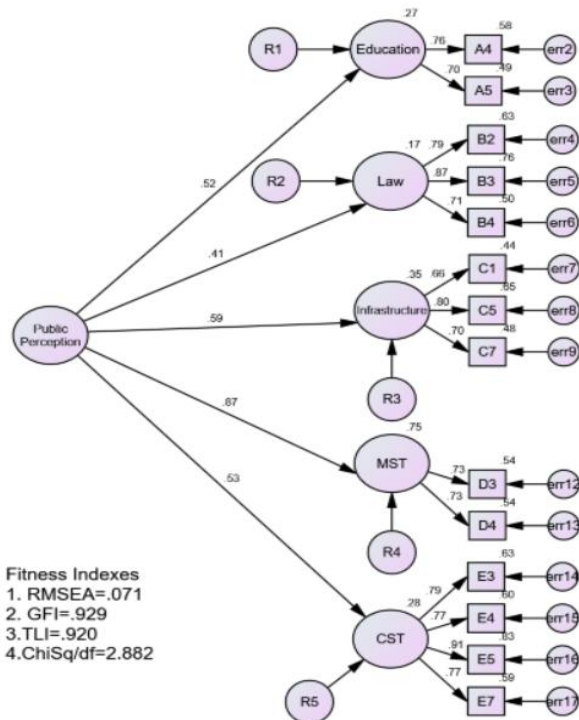 .27
.58
R1
Education
.76
A4
err2
.70
.49
A5
err3
.63
.17
.79
B2
err4
.52
.76
R2
Law
.87
B3
err5
.71
.50
B4
err6
.41
.44
.35
.66
C1
err7
.65
Public
Perception
.59
Infrastructure
.80
C5
err8
.70
.48
C7
err9
R3
.87
.75
.54
MST
.73
D3
err12
.73
.54
D4
err13
.53
R4
.63
.79
E3
err14
Fitness Indexes
1. RMSEA=.071
2. GFI=.929
3.TLI=.920
4.ChiSq/df=2.882
.28
.77
.60
E4
err15
CST
.91
.83
E5
err16
.77
.59
E7
err17
R5